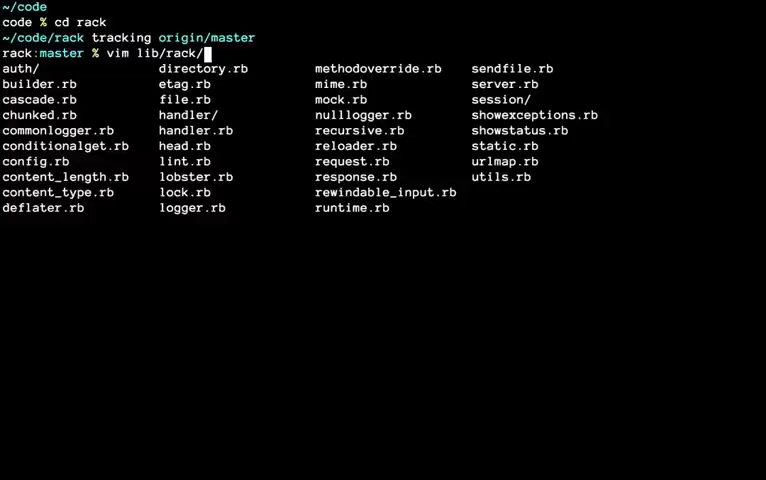 ~/code
code % cd rack
~/code/rack tracking origin/master
rack:master % vim lib/rack/
auth/ directory.rb methodoverride.rb sendfile.rb
builder.rb etag.rb mime.rb server.rb
cascade.rb file.rb mock.rb session/
chunked.rb handler/ nulllogger.rb showexceptions.rb
commonlogger.rb handler.rb recursive.rb showstatus.rb
conditionalget.rb head.rb reloader.rb static.rb
config.rb lint.rb request.rb urlmap.rb
content_length.rb lobster.rb response.rb utils.rb
content_type.rb lock.rb rewindable_input.rb
deflater.rb logger.rb runtime.rb